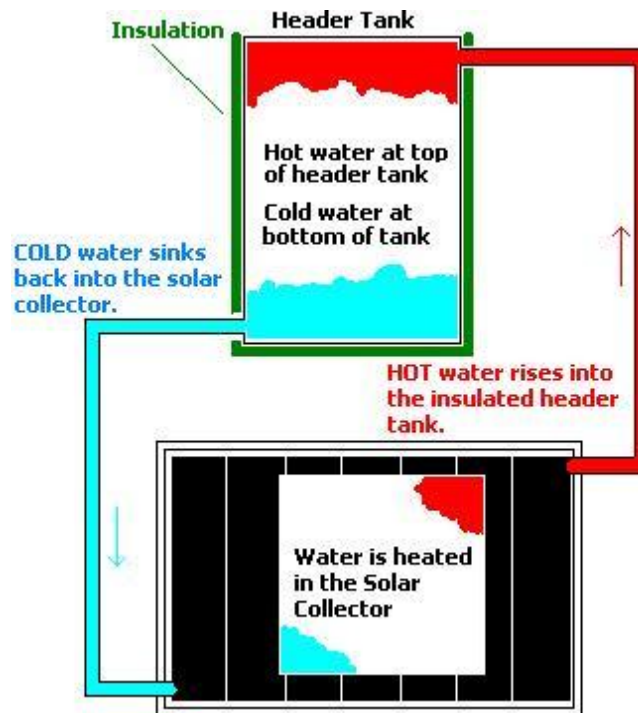 Header Tank
Insulation
Hot water at top
of header tank
Cold water at
bottom of tank
COLD water sinks
back into the solar
collector.
HOT water rises into
the insulated header
tank.
Water is heated
in the Solar
Collector